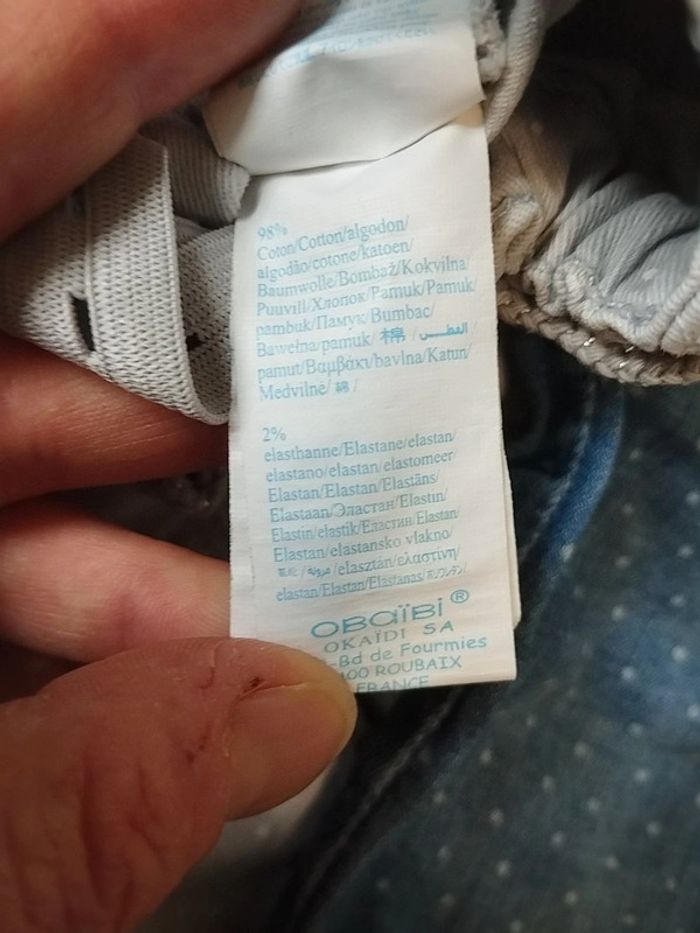 98%
Coton/Cotton/algodon/
algodão/cotone/katoen/
Baumwolle/Bombaž/Kokvilna/
Puuvill/Хлопок/Pamuk/Pamuk/
pambuk/Памук/Bumbac/
Bawełna/pamuk/ 棉 / القطن /
pamut/Βαμβάκι/bavlna/Katun/
Medvilnė/ 綿 /
2%
elasthanne/Elastane/elastan/
elastano/elastan/elastomeer/
Elastan/Elastan/Elastāns/
Elastaan/Эластан/Elastın/
Elastin/elastik/Еластин/Elastan/
Elastan/elastansko vlakno/
/ مرونة / elasztán/ελαστίνη/
elastan/Elastan/Elastanas/
OBaïBi ®
OKAÏDI SA
Bd de Fourmies
100 ROUBAIX
FRANCE